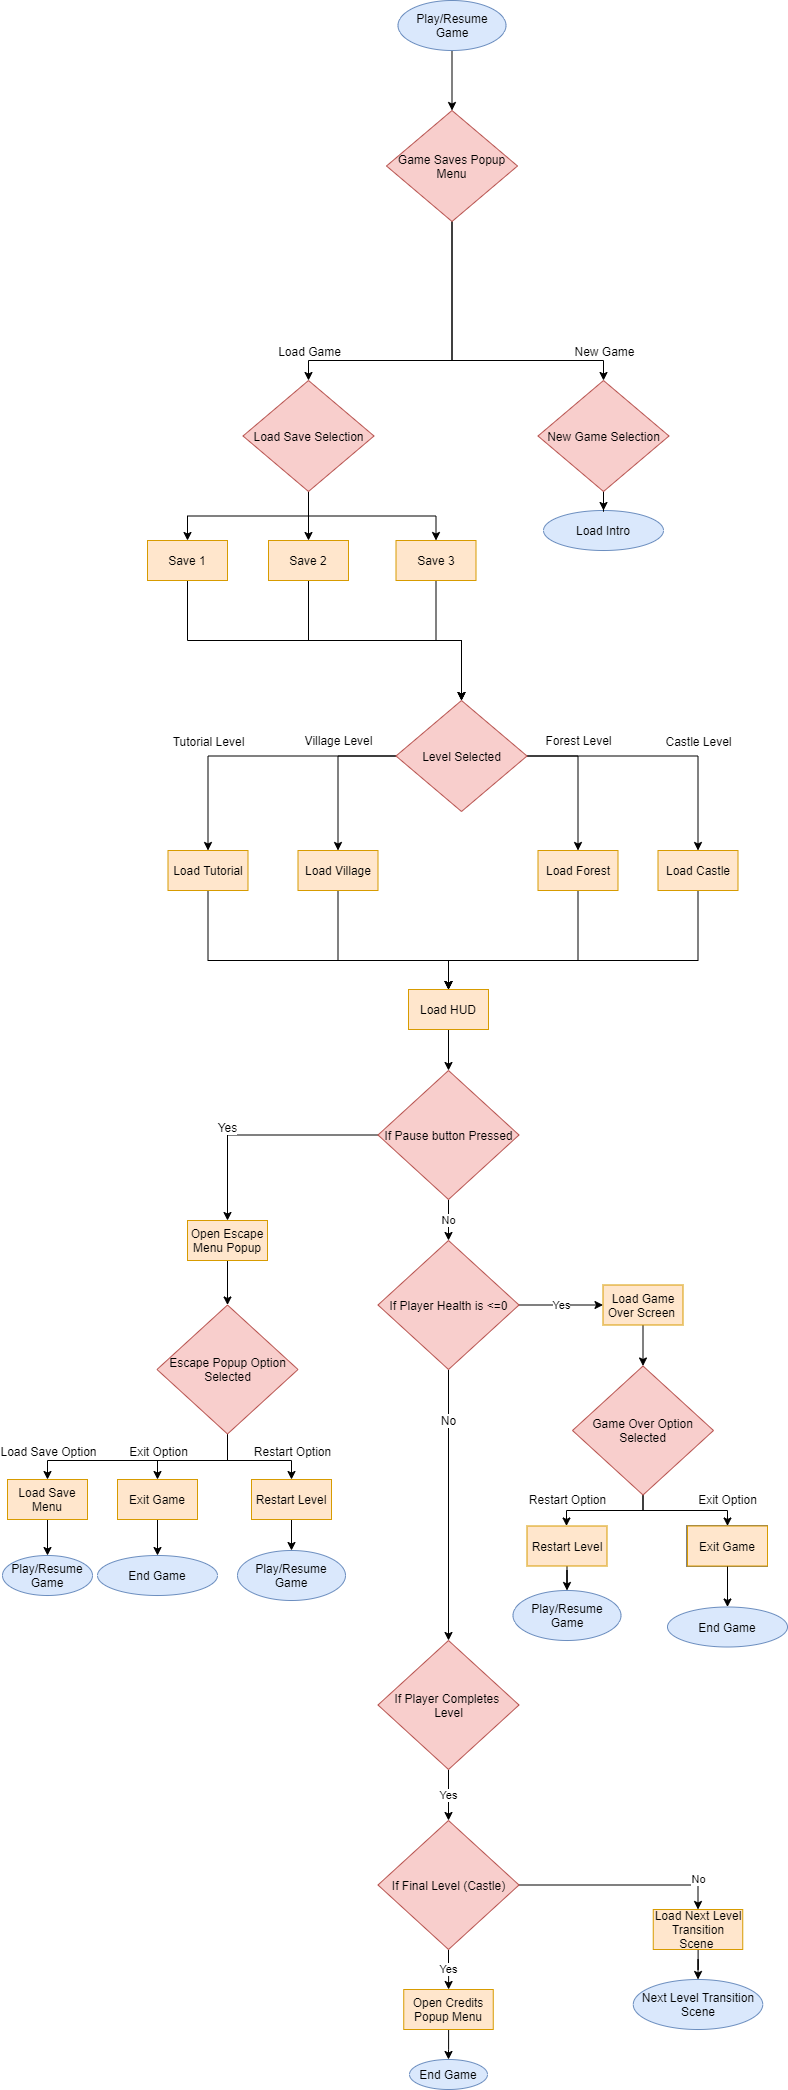 Play/Resume
Game
Game Saves Popup
Menu
Load Game
New Game
Load Save Selection
New Game Selection
Load Intro
Save 1
Save 2
Save 3
Level Selected
Tutorial Level
Village Level
Forest Level
Castle Level
Load Tutorial
Load Village
Load Forest
Load Castle
Load HUD
If Pause button Pressed
Yes
No
Open Escape
Menu Popup
If Player Health is <=0
Yes
Load Game
Over Screen
Escape Popup Option
Selected
No
Game Over Option
Selected
Load Save Option
Exit Option
Restart Option
Load Save
Menu
Exit Game
Restart Level
Play/Resume
Game
End Game
Play/Resume
Game
Restart Option
Exit Option
Restart Level
Exit Game
Play/Resume
Game
End Game
If Player Completes
Level
Yes
If Final Level (Castle)
No
Load Next Level
Transition
Scene
Yes
Next Level Transition
Scene
Open Credits
Popup Menu
End Game